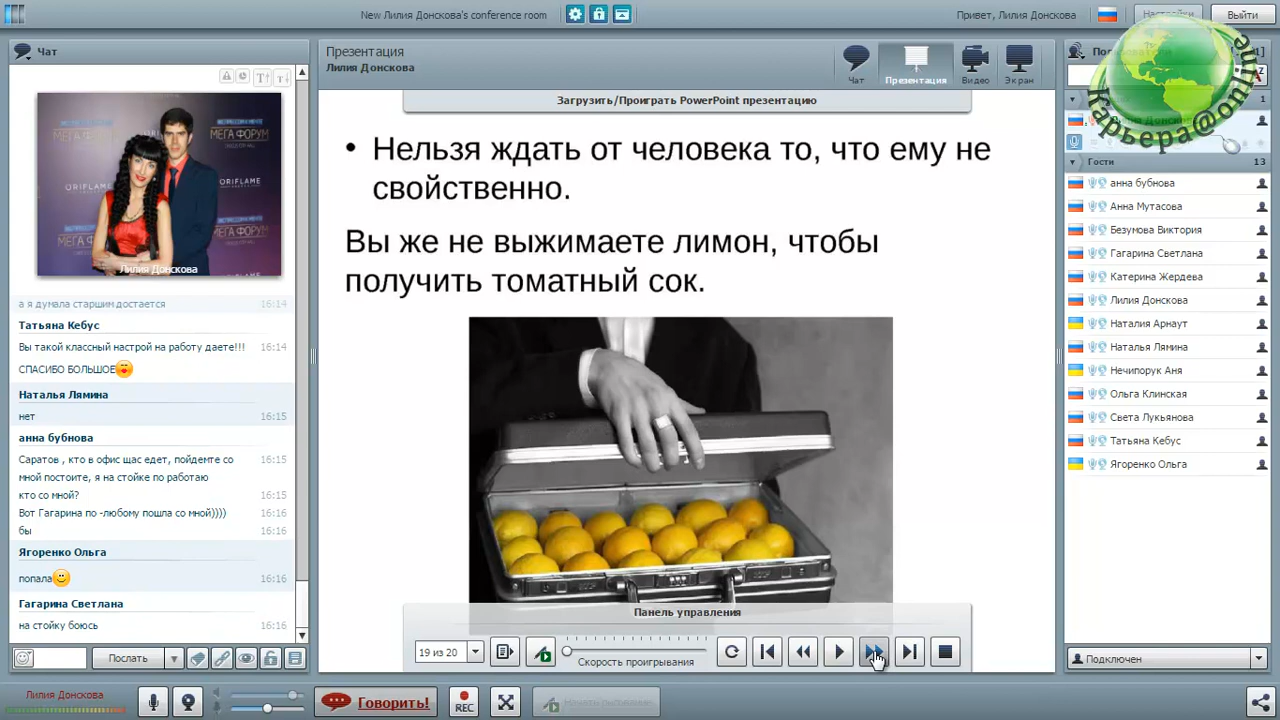 New Лилия Донскова's conference room
Привет, Лилия Донскова
Настройки
Выйти
Чат
МЕГА ФОРУМ
ORIFLAME
Лилия Донскова
а я думала старшим достается 16:14
Татьяна Кебус
Вы такой классный настрой на работу даете!!! 16:14
СПАСИБО БОЛЬШОЕ
Наталья Лямина
нет 16:15
анна бубнова
Саратов , кто в офис щас едет, пойдемте со 16:15
мной постоите, я на стойке по работаю
кто со мной? 16:15
Вот Гагарина по -любому пошла со мной)))) 16:16
бы 16:16
Ягоренко Ольга
попала 16:16
Гагарина Светлана
на стойку боюсь 16:16
Послать
Презентация
Лилия Донскова
Чат
Презентация
Видео
Экран
Загрузить/Проиграть PowerPoint презентацию
• Нельзя ждать от человека то, что ему не
свойственно.
Вы же не выжимаете лимон, чтобы
получить томатный сок.
Панель управления
19 из 20
Скорость проигрывания
карьера@online
1
Гости 13
анна бубнова
Анна Мутасова
Безумова Виктория
Гагарина Светлана
Катерина Жердева
Лилия Донскова
Наталия Арнаут
Наталья Лямина
Нечипорук Аня
Ольга Клинская
Света Лукьянова
Татьяна Кебус
Ягоренко Ольга
Подключен
Лилия Донскова
Говорить!
REC